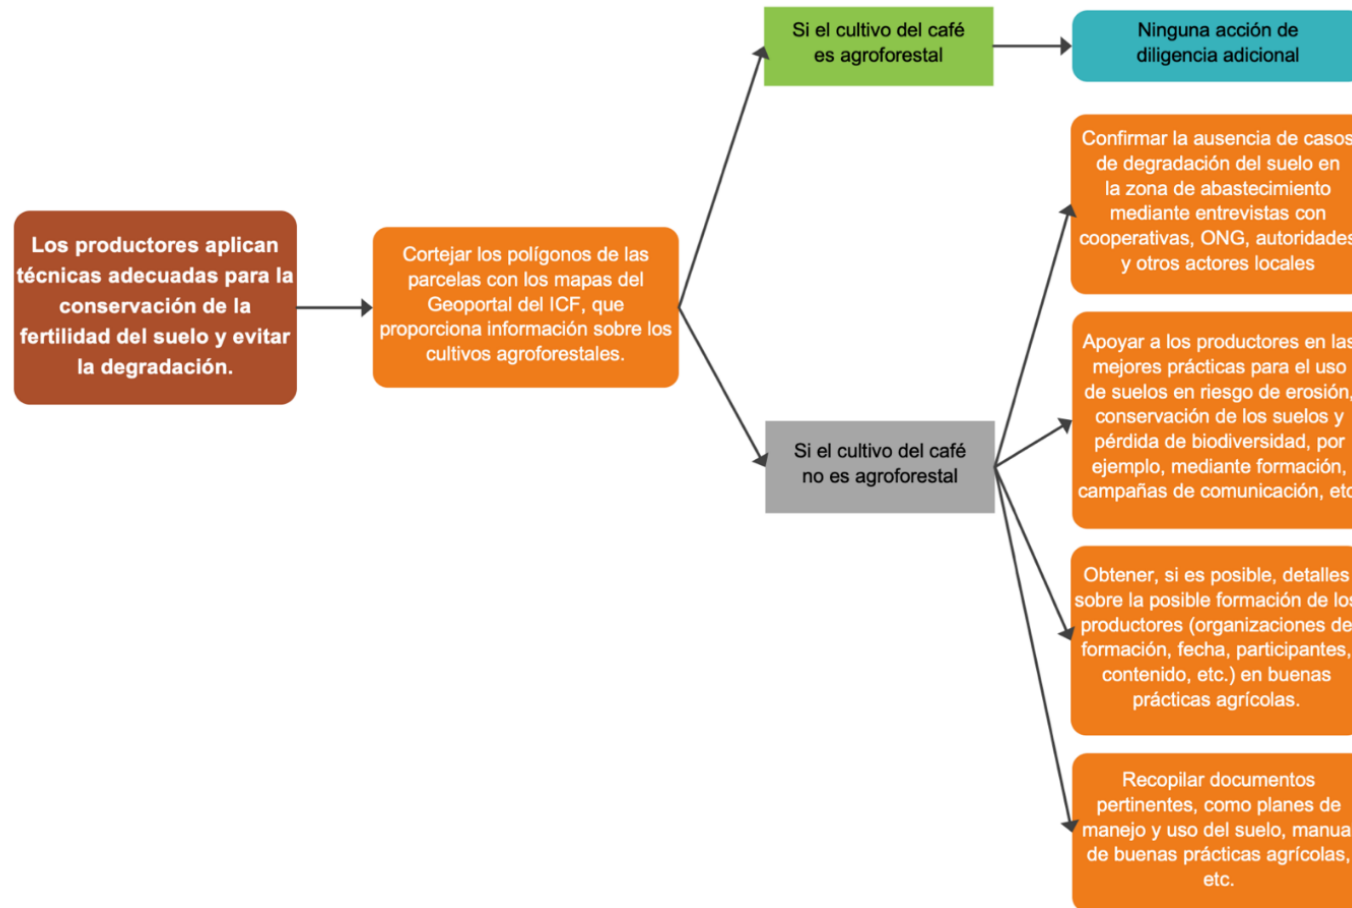 Los productores aplican
técnicas adecuadas para la
conservación de la
fertilidad del suelo y evitar
la degradación.
Cortejar los polígonos de las
parcelas con los mapas del
Geoportal del ICF, que
proporciona información sobre los
cultivos agroforestales.
Si el cultivo del café
es agroforestal
Ninguna acción de
diligencia adicional
Si el cultivo del café
no es agroforestal
Confirmar la ausencia de casos
de degradación del suelo en
la zona de abastecimiento
mediante entrevistas con
cooperativas, ONG, autoridades
y otros actores locales
Apoyar a los productores en las
mejores prácticas para el uso
de suelos en riesgo de erosión,
conservación de los suelos y
pérdida de biodiversidad, por
ejemplo, mediante formación,
campañas de comunicación, etc
Obtener, si es posible, detalles
sobre la posible formación de los
productores (organizaciones de
formación, fecha, participantes,
contenido, etc.) en buenas
prácticas agrícolas.
Recopilar documentos
pertinentes, como planes de
manejo y uso del suelo, manua
de buenas prácticas agrícolas,
etc.